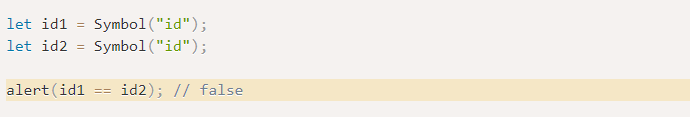 let id1 = Symbol("id");
let id2 = Symbol("id");
alert(id1 == id2); // false